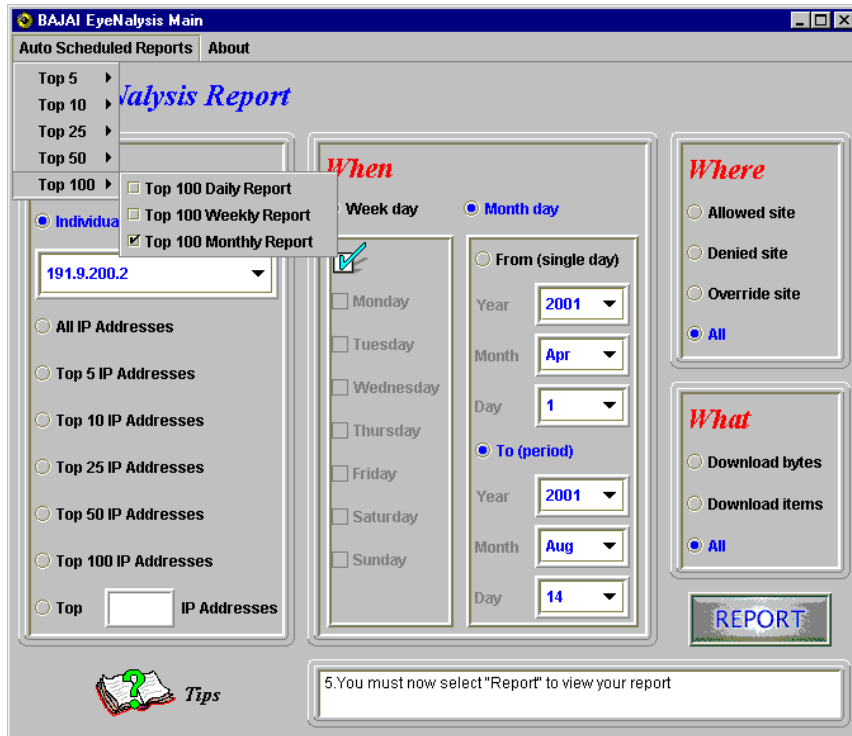 BAJAI EyeNalysis Main
Auto Scheduled Reports About
Top 5
Top 10
Top 25
Top 50
Top 100
Top 100 Daily Report
Top 100 Weekly Report
Top 100 Monthly Report
Nalysis Report
Individua
191.9.200.2
All IP Addresses
Top 5 IP Addresses
Top 10 IP Addresses
Top 25 IP Addresses
Top 50 IP Addresses
Top 100 IP Addresses
Top IP Addresses
When
Week day Month day
Monday
Tuesday
Wednesday
Thursday
Friday
Saturday
Sunday
From (single day)
Year 2001
Month Apr
Day 1
To (period)
Year 2001
Month Aug
Day 14
Where
Allowed site
Denied site
Override site
All
What
Download bytes
Download items
All
REPORT
Tips
5.You must now select "Report" to view your report